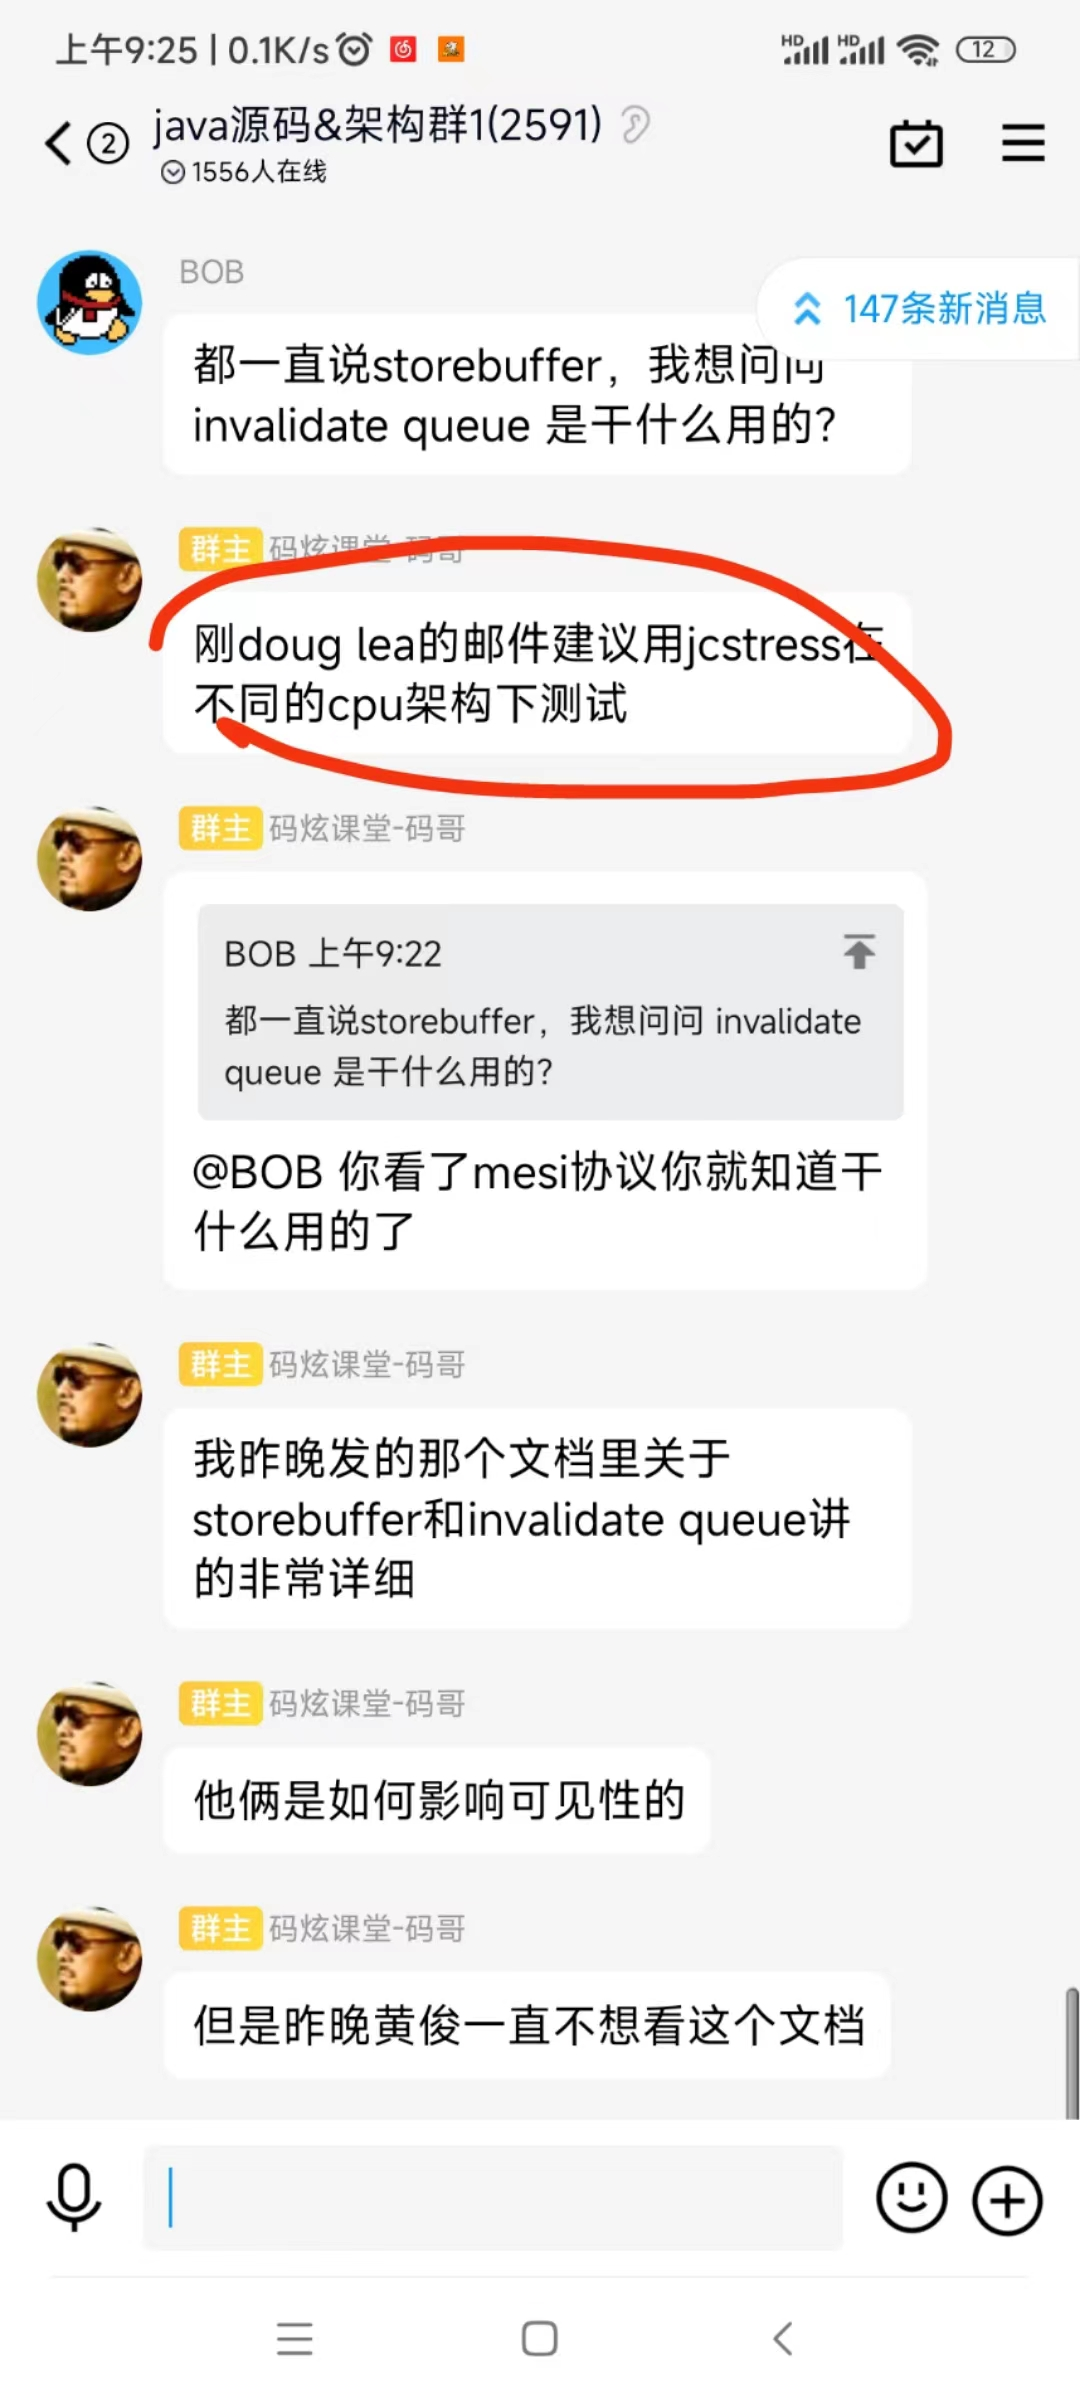 上午9:25 | 0.1K/s
HD HD 12
2
java源码&架构群1(2591)
1556人在线
BOB
147条新消息
都一直说storebuffer，我想问问
invalidate queue 是干什么用的？
群主 码炫课堂-码哥
刚doug lea的邮件建议用jcstress在
不同的cpu架构下测试
群主 码炫课堂-码哥
BOB 上午9:22
都一直说storebuffer，我想问问 invalidate
queue 是干什么用的？
@BOB 你看了mesi协议你就知道干
什么用的了
群主 码炫课堂-码哥
我昨晚发的那个文档里关于
storebuffer和invalidate queue讲
的非常详细
群主 码炫课堂-码哥
他俩是如何影响可见性的
群主 码炫课堂-码哥
但是昨晚黄俊一直不想看这个文档